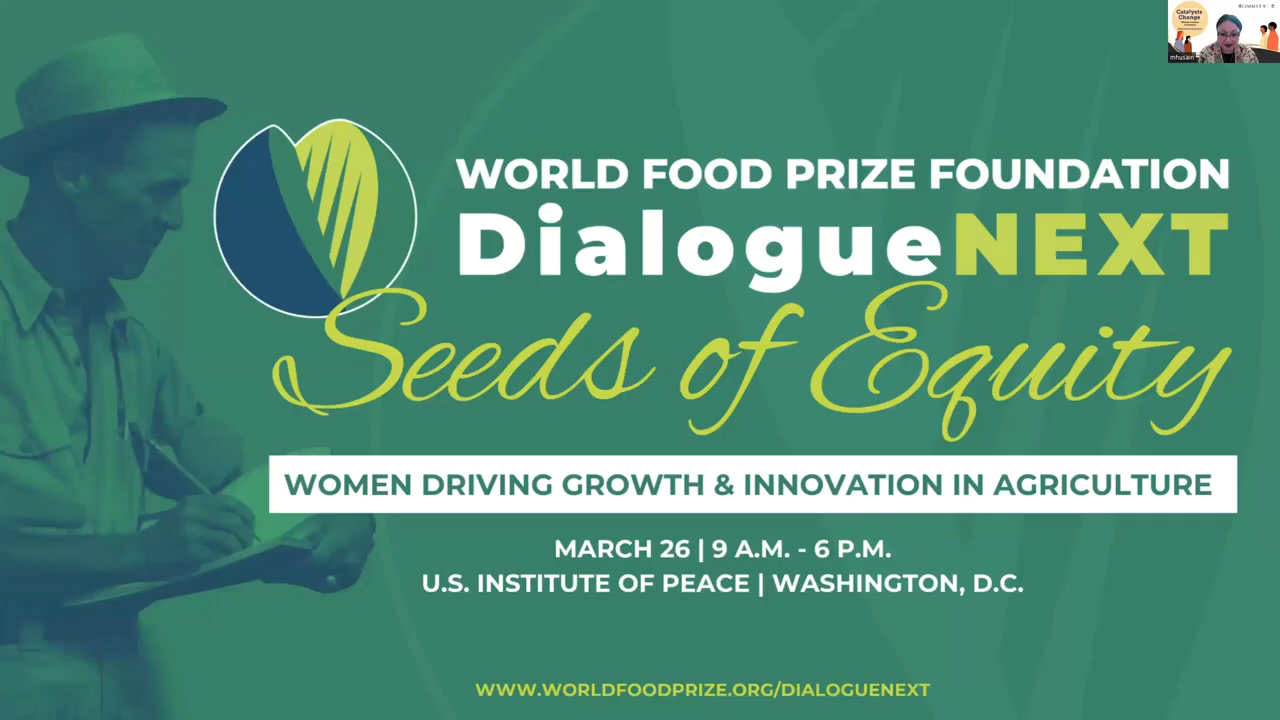 WORLD FOOD PRIZE FOUNDATION
DialogueNEXT
Seeds of Equity
WOMEN DRIVING GROWTH & INNOVATION IN AGRICULTURE
MARCH 26 | 9 A.M. - 6 P.M.
U.S. INSTITUTE OF PEACE | WASHINGTON, D.C.
WWW.WORLDFOODPRIZE.ORG/DIALOGUENEXT
Catalysts
Change
CIMMYT
mhusain